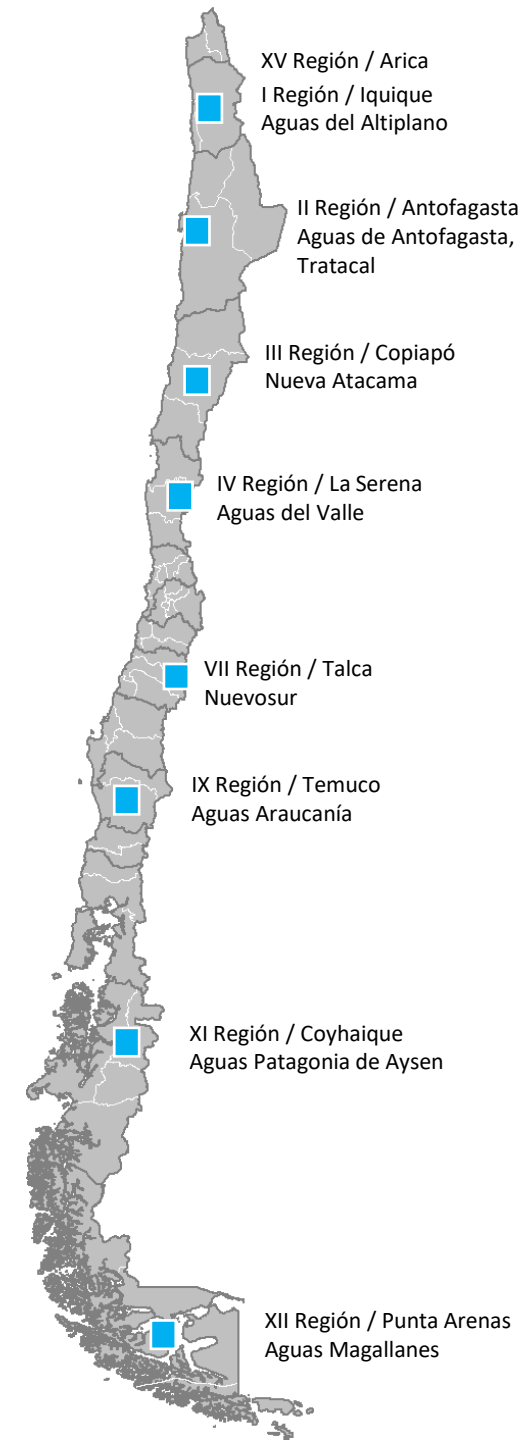 XV Región / Arica
I Región / Iquique
Aguas del Altiplano
II Región / Antofagasta
Aguas de Antofagasta,
Tratacal
III Región / Copiapó
Nueva Atacama
IV Región / La Serena
Aguas del Valle
VII Región / Talca
Nuevosur
IX Región / Temuco
Aguas Araucanía
XI Región / Coyhaique
Aguas Patagonia de Aysen
XII Región / Punta Arenas
Aguas Magallanes